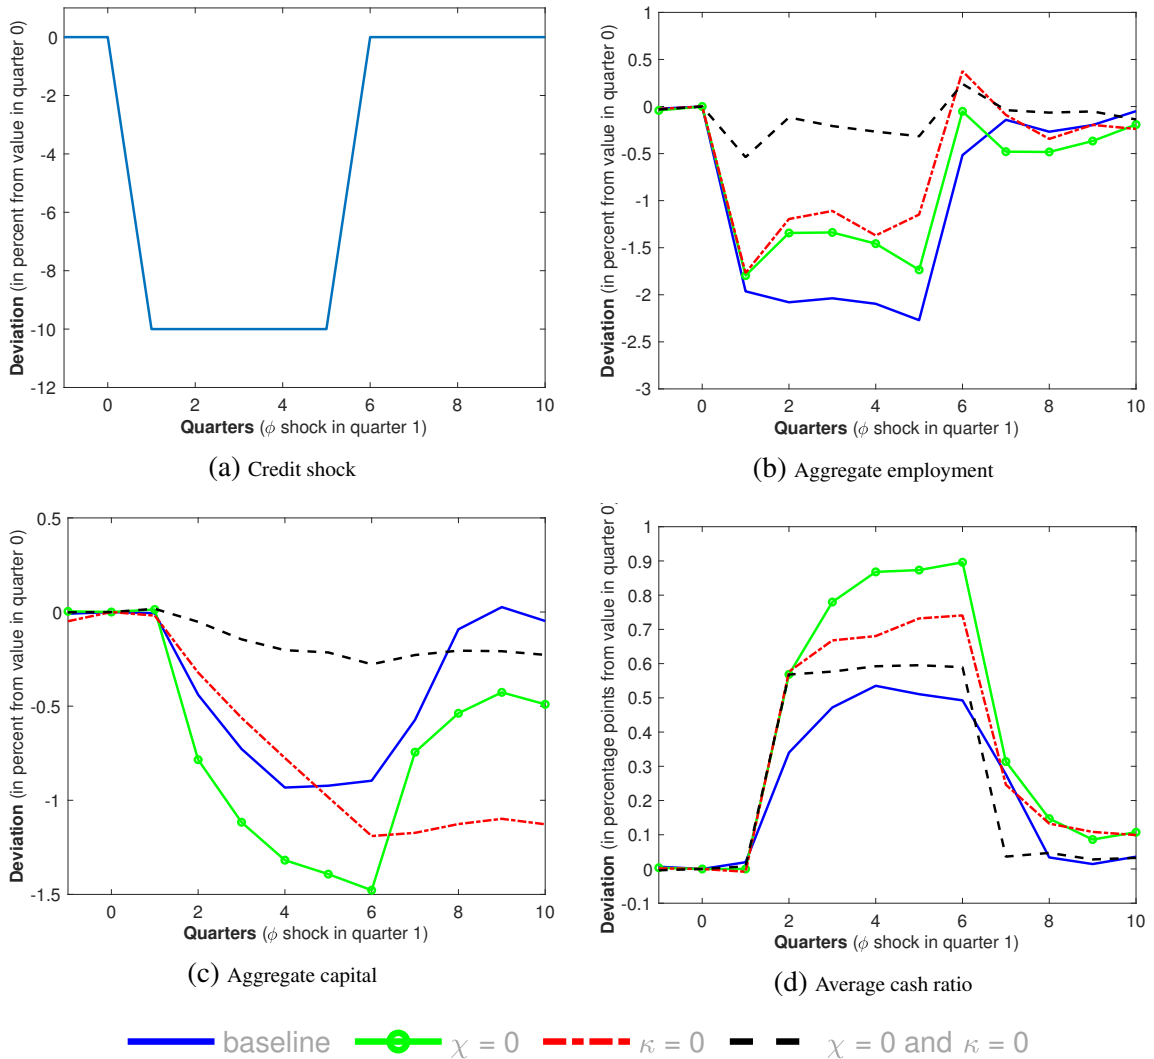 Deviation (in percent from value in quarter 0)
0
-2
-4
-6
-8
-10
-12
0 2 4 6 8 10
Quarters (ϕ shock in quarter 1)
(a) Credit shock
Deviation (in percent from value in quarter 0)
1
0.5
0
-0.5
-1
-1.5
-2
-2.5
-3
0 2 4 6 8 10
Quarters (ϕ shock in quarter 1)
(b) Aggregate employment
Deviation (in percent from value in quarter 0)
0.5
0
-0.5
-1
-1.5
0 2 4 6 8 10
Quarters (ϕ shock in quarter 1)
(c) Aggregate capital
Deviation (in percentage points from value in quarter 0)
1
0.9
0.8
0.7
0.6
0.5
0.4
0.3
0.2
0.1
0
-0.1
0 2 4 6 8 10
Quarters (ϕ shock in quarter 1)
(d) Average cash ratio
baseline χ = 0 κ = 0 χ = 0 and κ = 0